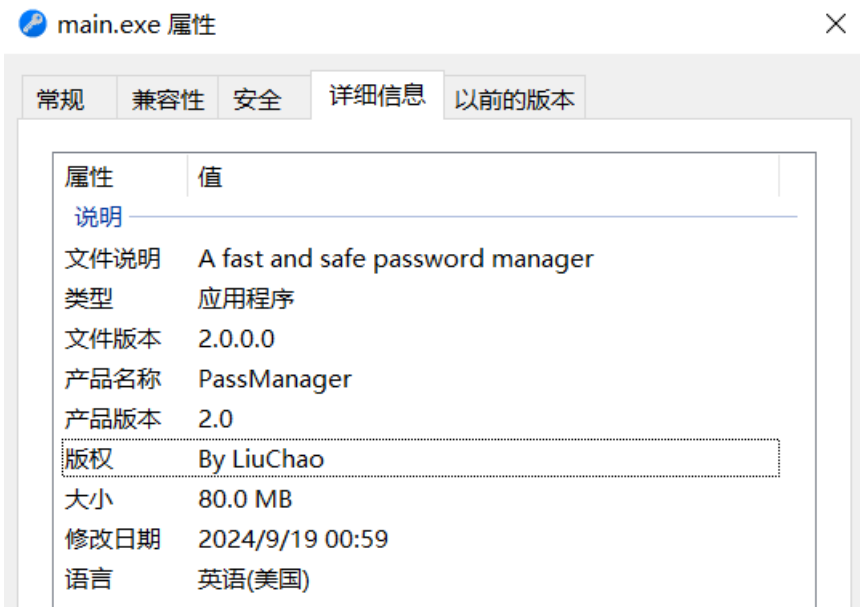 main.exe 属性
常规 兼容性 安全 详细信息 以前的版本
属性 值
说明
文件说明 A fast and safe password manager
类型 应用程序
文件版本 2.0.0.0
产品名称 PassManager
产品版本 2.0
版权 By LiuChao
大小 80.0 MB
修改日期 2024/9/19 00:59
语言 英语(美国)